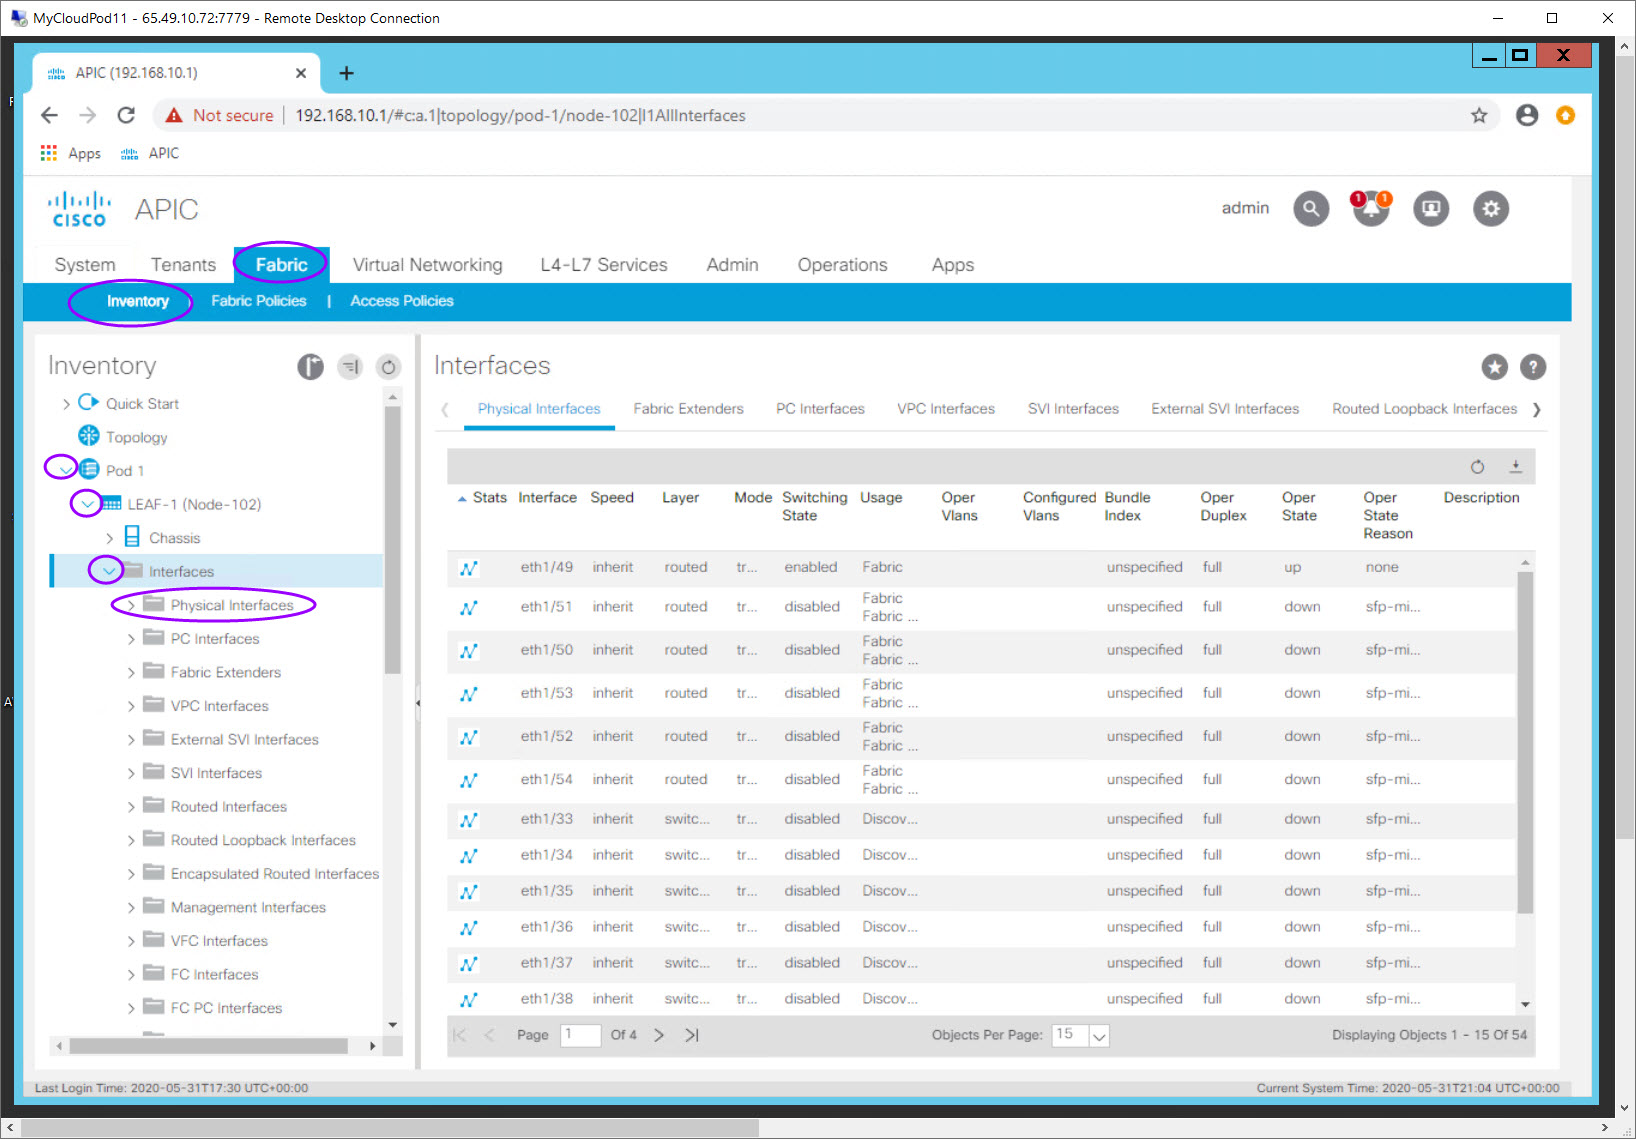 MyCloudPod11 - 65.49.10.72:7779 - Remote Desktop Connection
APIC (192.168.10.1)
Not secure | 192.168.10.1/#c:a.1|topology/pod-1/node-102|l1AllInterfaces
Apps APIC
CISCO APIC
admin 1 1
System Tenants Fabric Virtual Networking L4-L7 Services Admin Operations Apps
Inventory | Fabric Policies | Access Policies
Inventory
Quick Start
Topology
Pod 1
LEAF-1 (Node-102)
Chassis
Interfaces
Physical Interfaces
PC Interfaces
Fabric Extenders
VPC Interfaces
External SVI Interfaces
SVI Interfaces
Routed Interfaces
Routed Loopback Interfaces
Encapsulated Routed Interfaces
Management Interfaces
VFC Interfaces
FC Interfaces
FC PC Interfaces
Interfaces
Physical Interfaces Fabric Extenders PC Interfaces VPC Interfaces SVI Interfaces External SVI Interfaces Routed Loopback Interfaces
Stats Interface Speed Layer Mode Switching State Usage Oper Vlans Configured Vlans Bundle Index Oper Duplex Oper State Oper State Reason Description
eth1/49 inherit routed tr... enabled Fabric unspecified full up none
eth1/51 inherit routed tr... disabled Fabric Fabric ... unspecified full down sfp-mi...
eth1/50 inherit routed tr... disabled Fabric Fabric ... unspecified full down sfp-mi...
eth1/53 inherit routed tr... disabled Fabric Fabric ... unspecified full down sfp-mi...
eth1/52 inherit routed tr... disabled Fabric Fabric ... unspecified full down sfp-mi...
eth1/54 inherit routed tr... disabled Fabric Fabric ... unspecified full down sfp-mi...
eth1/33 inherit switc... tr... disabled Discov... unspecified full down sfp-mi...
eth1/34 inherit switc... tr... disabled Discov... unspecified full down sfp-mi...
eth1/35 inherit switc... tr... disabled Discov... unspecified full down sfp-mi...
eth1/36 inherit switc... tr... disabled Discov... unspecified full down sfp-mi...
eth1/37 inherit switc... tr... disabled Discov... unspecified full down sfp-mi...
eth1/38 inherit switc... tr... disabled Discov... unspecified full down sfp-mi...
Page 1 Of 4 Objects Per Page: 15 Displaying Objects 1 - 15 Of 54
Last Login Time: 2020-05-31T17:30 UTC+00:00 Current System Time: 2020-05-31T21:04 UTC+00:00